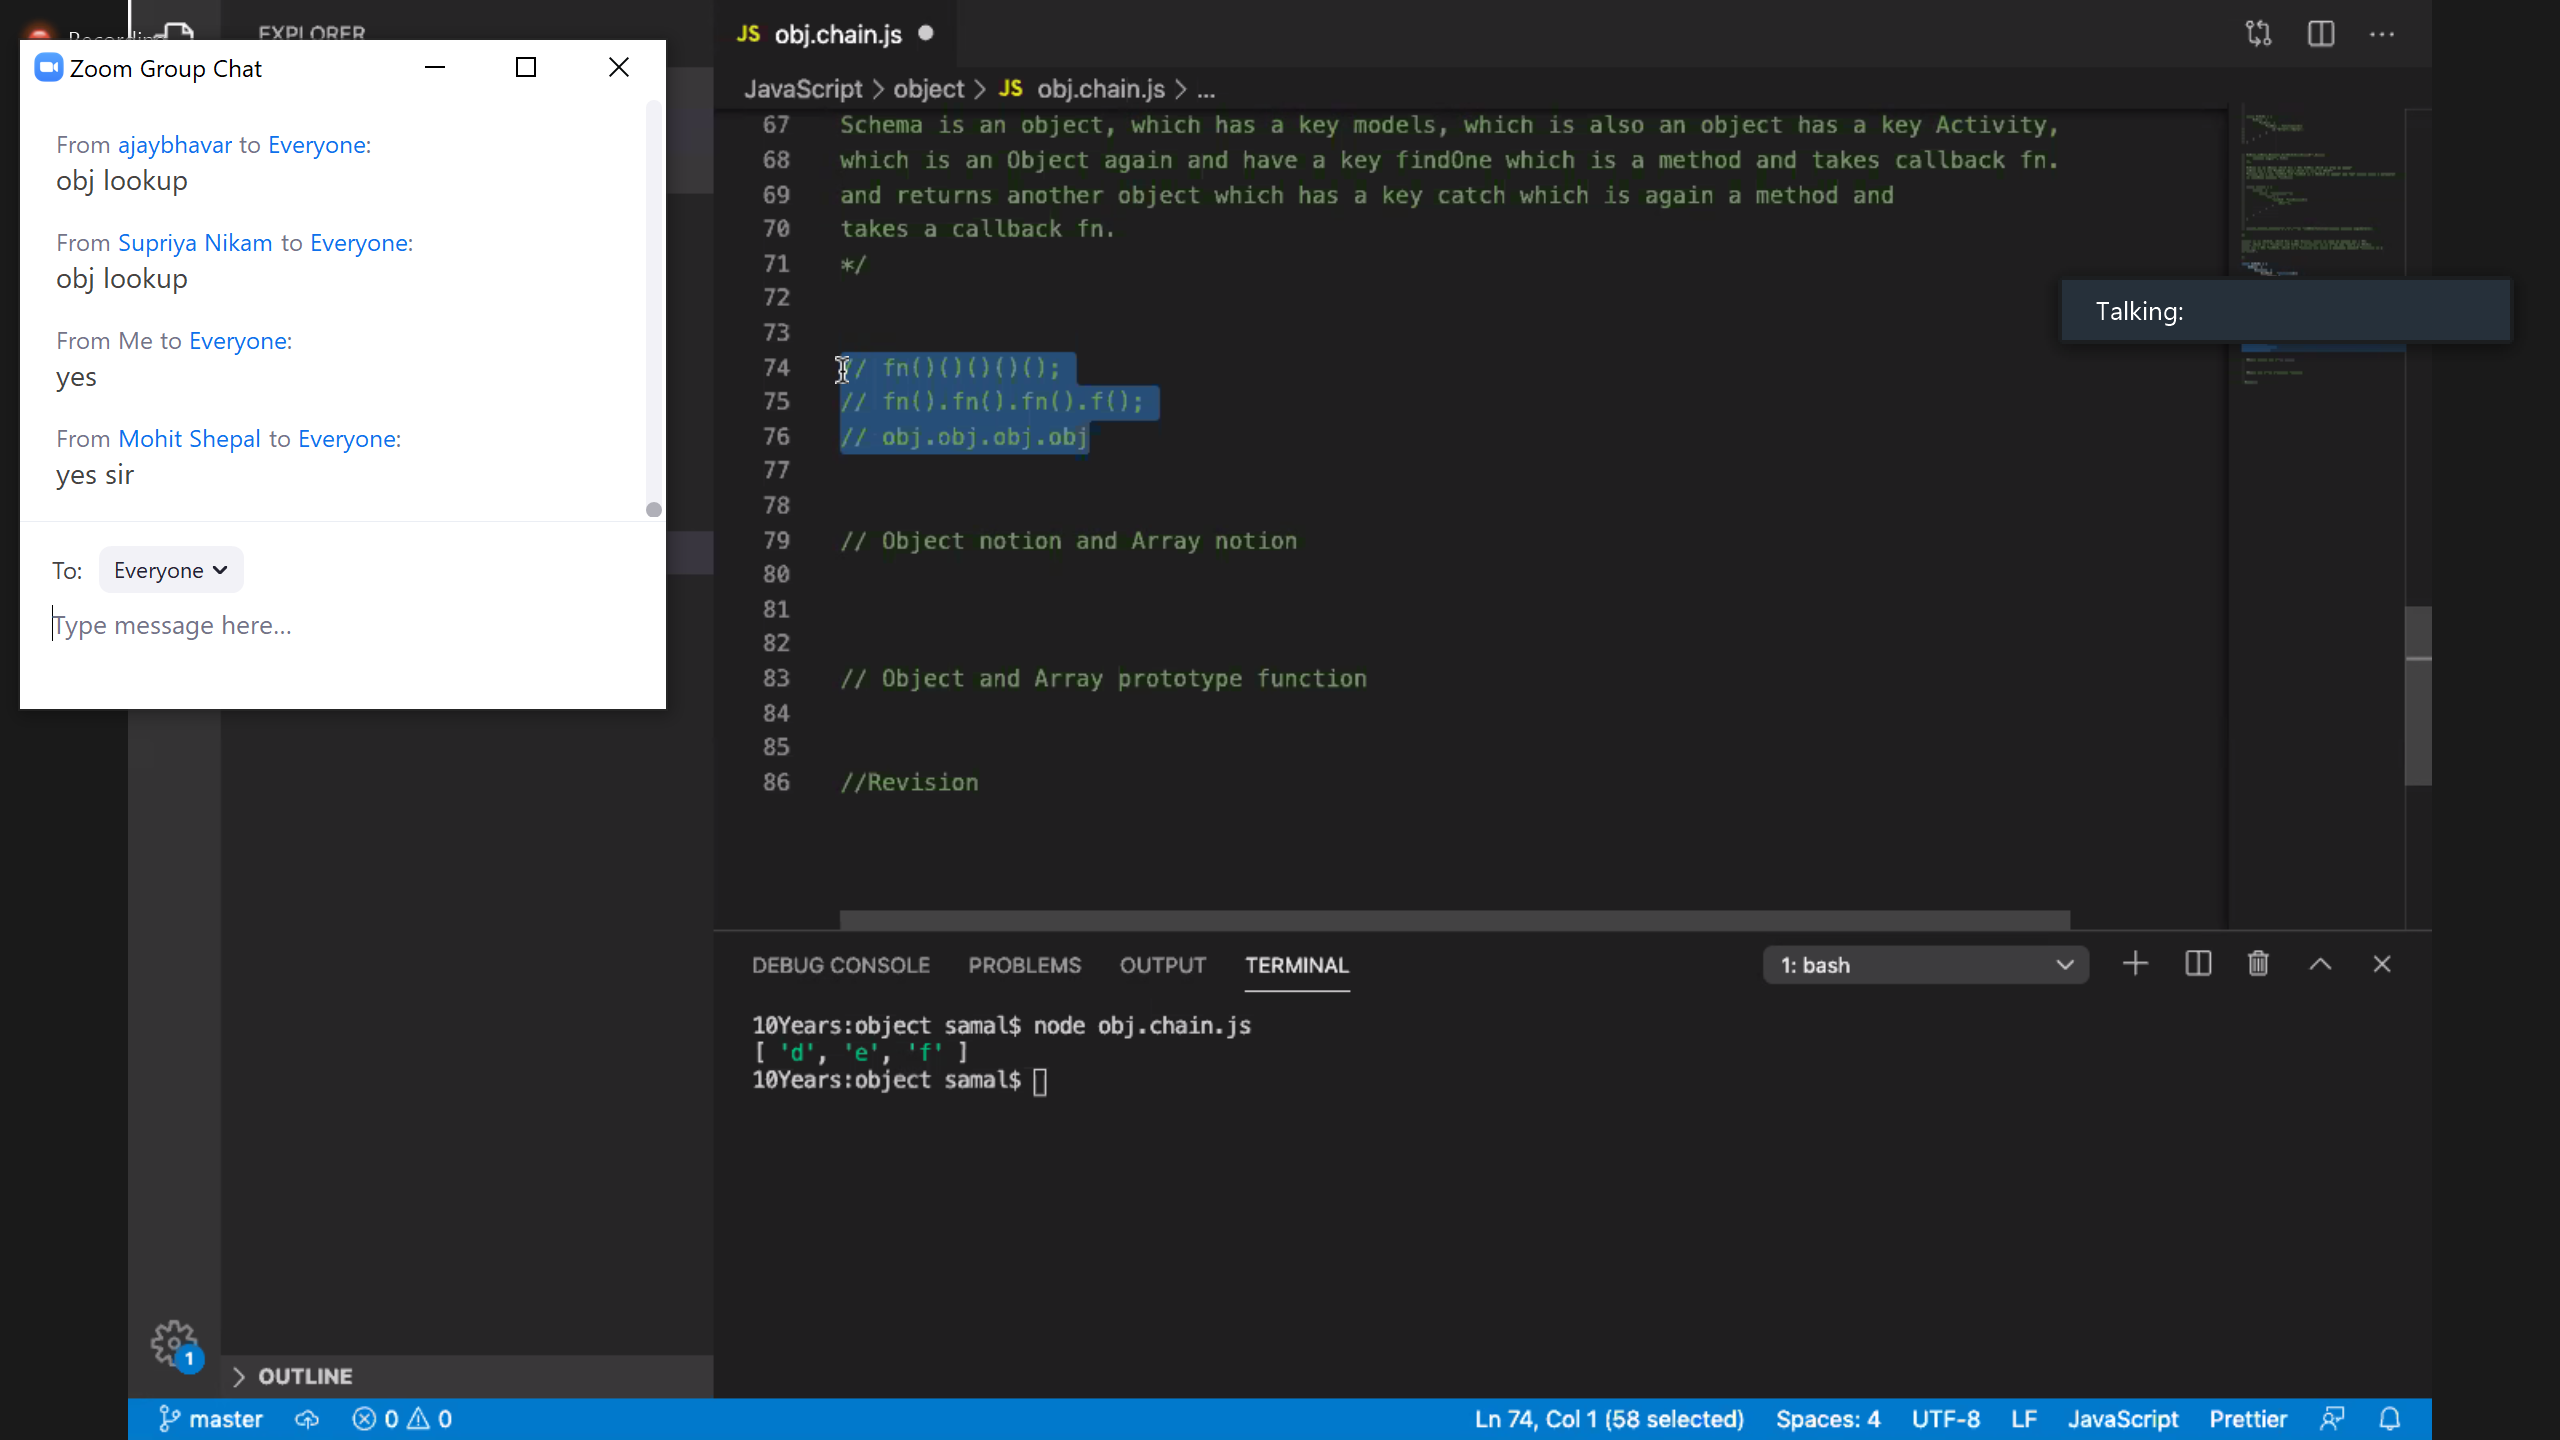 Recording
EXPLORER
Zoom Group Chat
From ajaybhavar to Everyone:
obj lookup
From Supriya Nikam to Everyone:
obj lookup
From Me to Everyone:
yes
From Mohit Shepal to Everyone:
yes sir
To: Everyone
Type message here...
JS obj.chain.js
JavaScript > object > JS obj.chain.js > ...
67 Schema is an object, which has a key models, which is also an object has a key Activity,
68 which is an Object again and have a key findOne which is a method and takes callback fn.
69 and returns another object which has a key catch which is again a method and
70 takes a callback fn.
71 */
72
73
74 // fn()()()()();
75 // fn().fn().fn().f();
76 // obj.obj.obj.obj
77
78
79 // Object notion and Array notion
80
81
82
83 // Object and Array prototype function
84
85
86 //Revision
Talking:
DEBUG CONSOLE PROBLEMS OUTPUT TERMINAL
1: bash
10Years:object samal$ node obj.chain.js
[ 'd', 'e', 'f' ]
10Years:object samal$
1
OUTLINE
master 0 0 Ln 74, Col 1 (58 selected) Spaces: 4 UTF-8 LF JavaScript Prettier